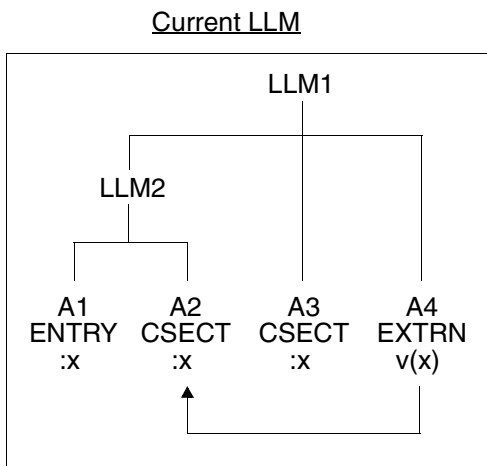 Current LLM
LLM1
LLM2
A1 A2 A3 A4
ENTRY CSECT CSECT EXTRN
:x :x :x v(x)